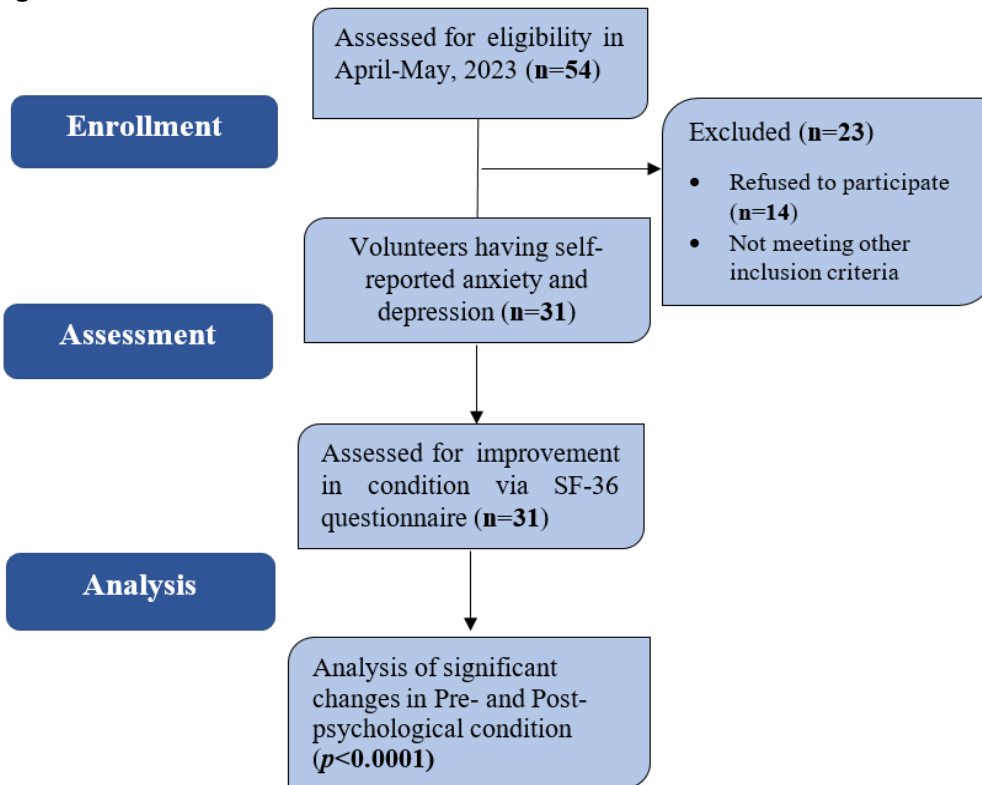 Assessed for eligibility in
April-May, 2023 (n=54)
Enrollment
Excluded (n=23)
• Refused to participate
(n=14)
• Not meeting other
inclusion criteria
Volunteers having self-
reported anxiety and
depression (n=31)
Assessment
Assessed for improvement
in condition via SF-36
questionnaire (n=31)
Analysis
Analysis of significant
changes in Pre- and Post-
psychological condition
(p<0.0001)